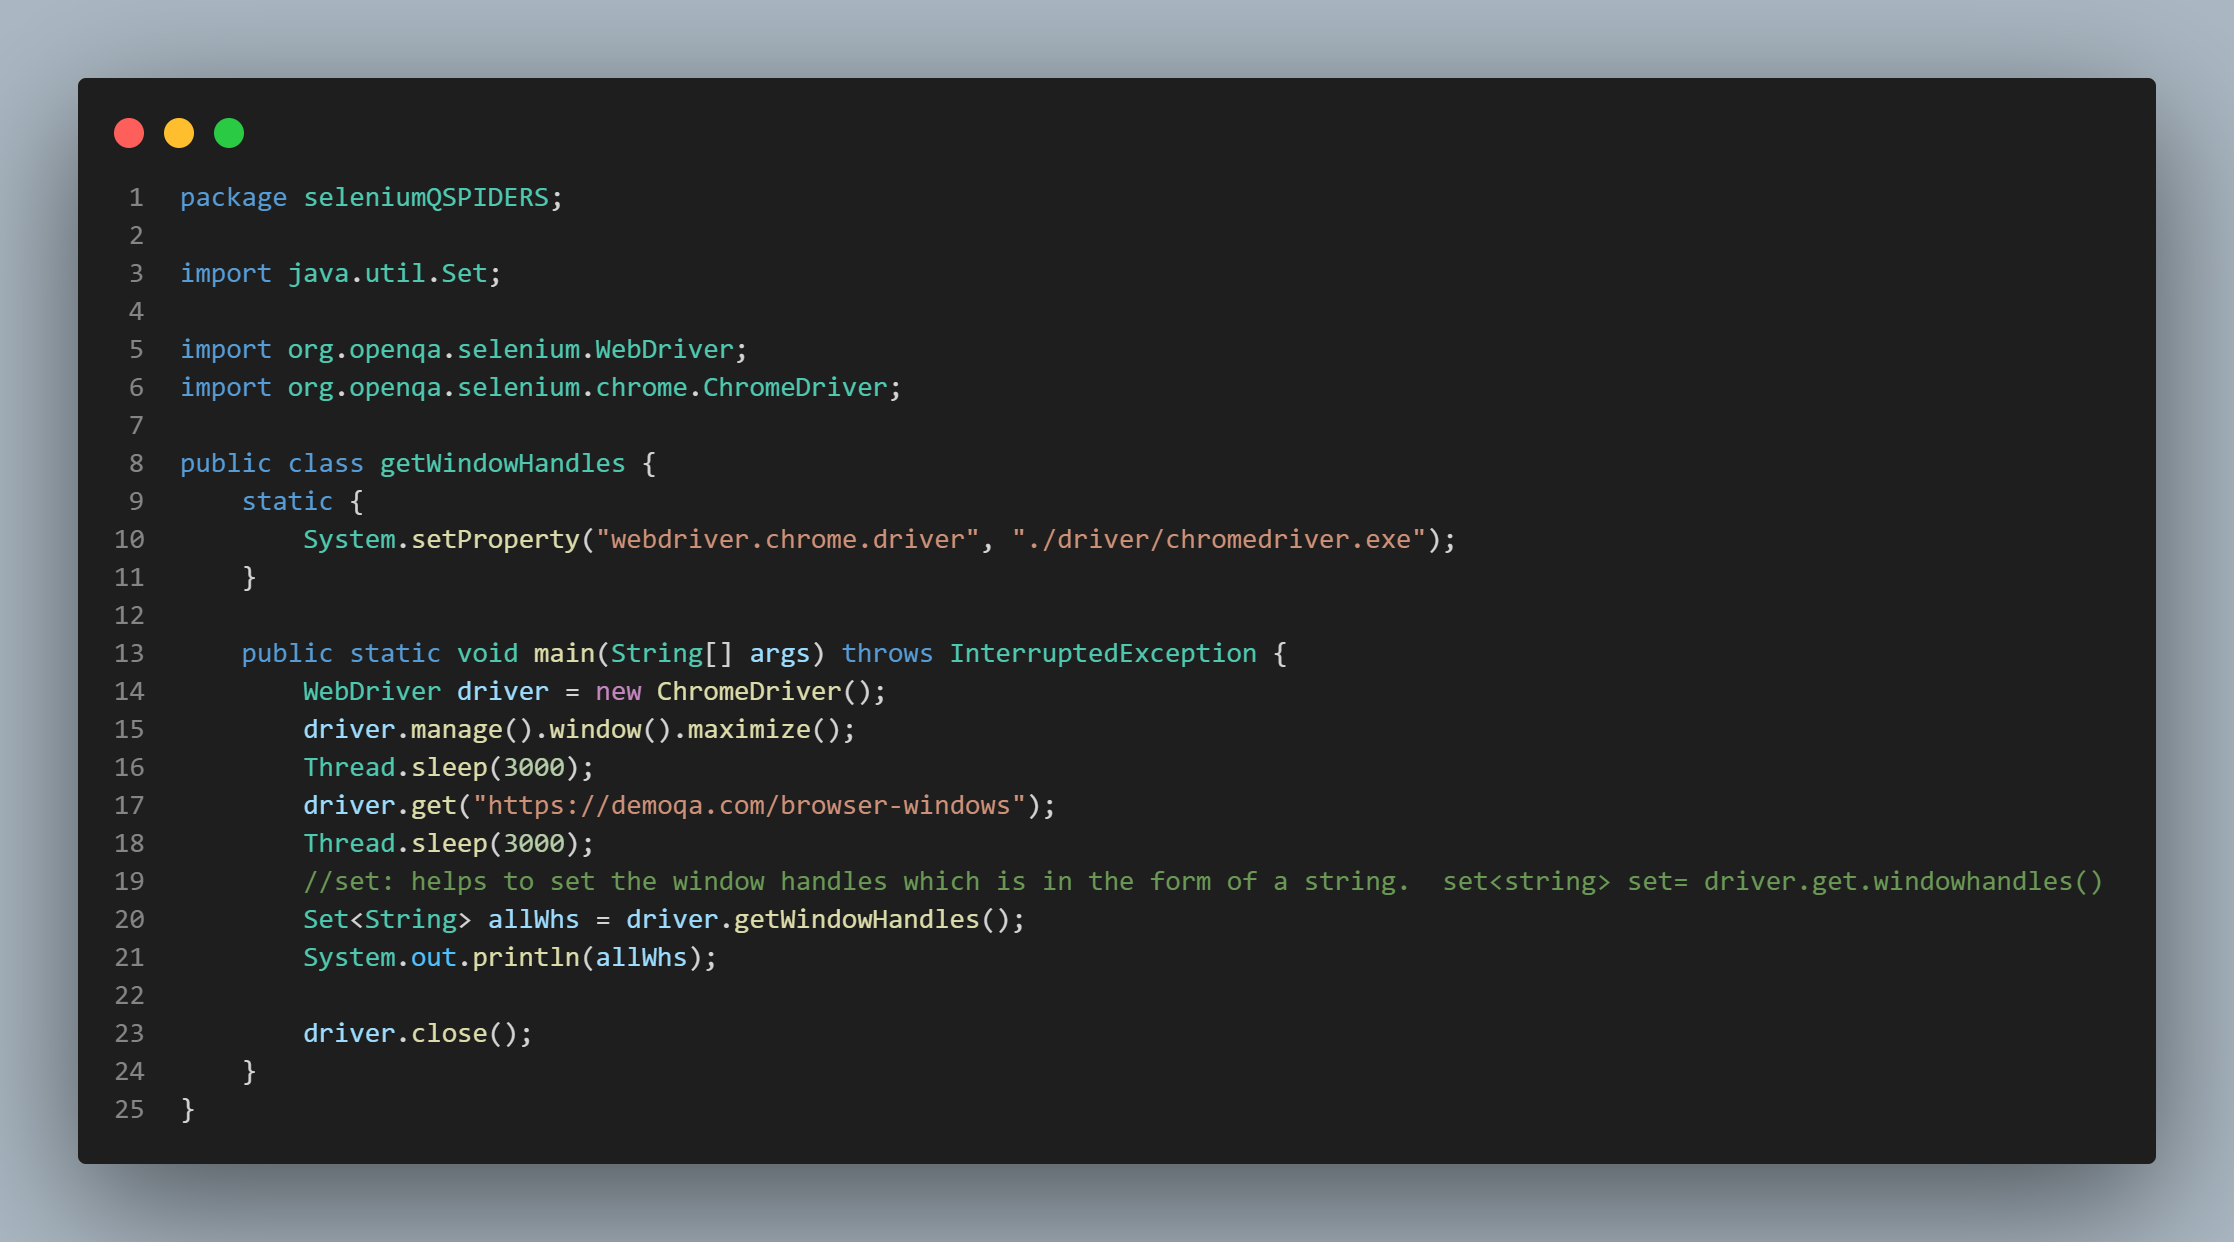 1 package seleniumQSPIDERS;
2
3 import java.util.Set;
4
5 import org.openqa.selenium.WebDriver;
6 import org.openqa.selenium.chrome.ChromeDriver;
7
8 public class getWindowHandles {
9     static {
10         System.setProperty("webdriver.chrome.driver", "./driver/chromedriver.exe");
11     }
12
13     public static void main(String[] args) throws InterruptedException {
14         WebDriver driver = new ChromeDriver();
15         driver.manage().window().maximize();
16         Thread.sleep(3000);
17         driver.get("https://demoqa.com/browser-windows");
18         Thread.sleep(3000);
19         //set: helps to set the window handles which is in the form of a string.  set<string> set= driver.get.windowhandles()
20         Set<String> allWhs = driver.getWindowHandles();
21         System.out.println(allWhs);
22
23         driver.close();
24     }
25 }